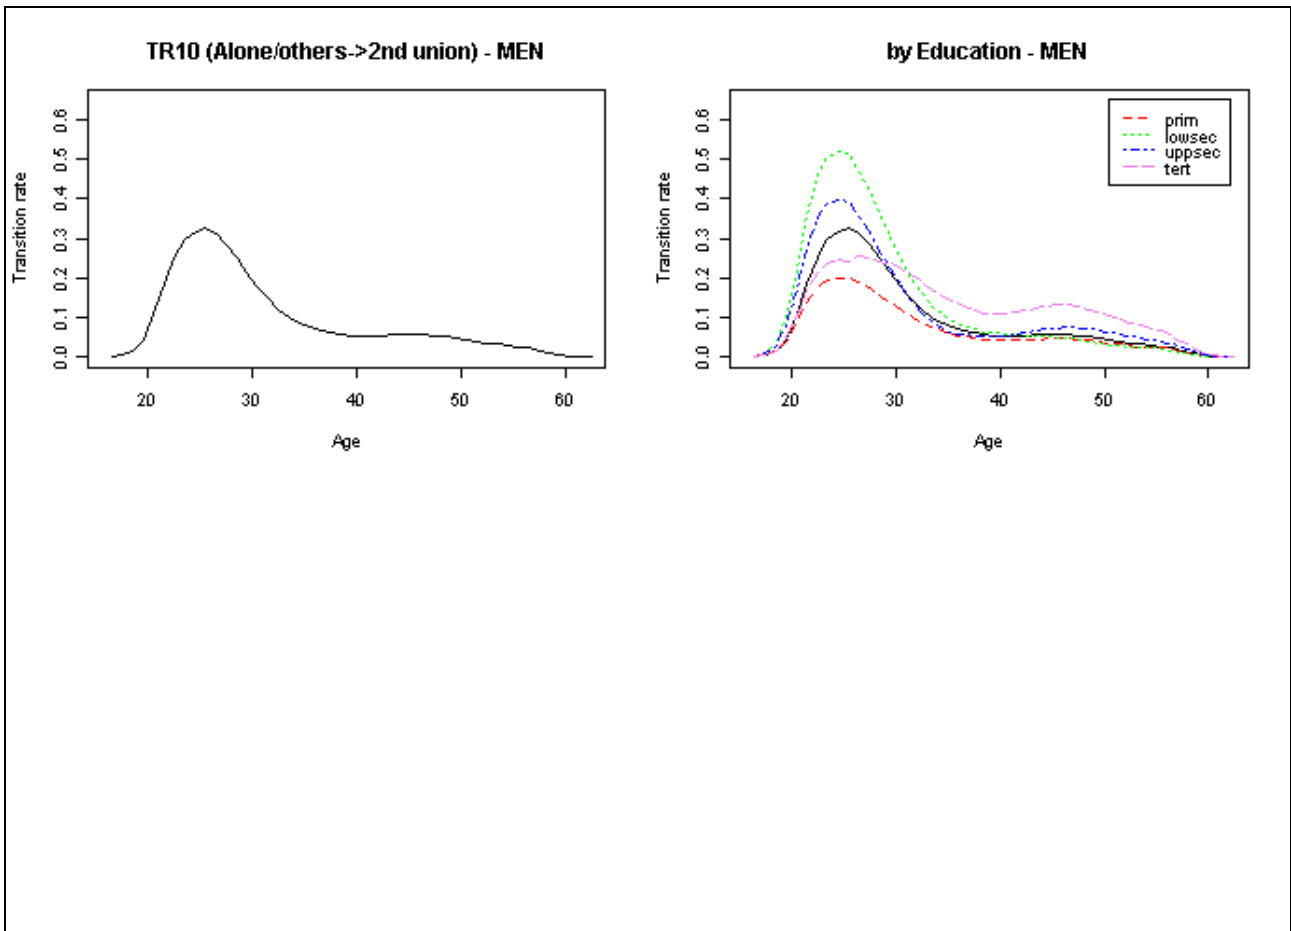 TR10 (Alone/others->2nd union) - MEN
Transition rate
0.0 0.1 0.2 0.3 0.4 0.5 0.6
20 30 40 50 60
Age
by Education - MEN
Transition rate
0.0 0.1 0.2 0.3 0.4 0.5 0.6
prim
lowsec
uppsec
tert
20 30 40 50 60
Age